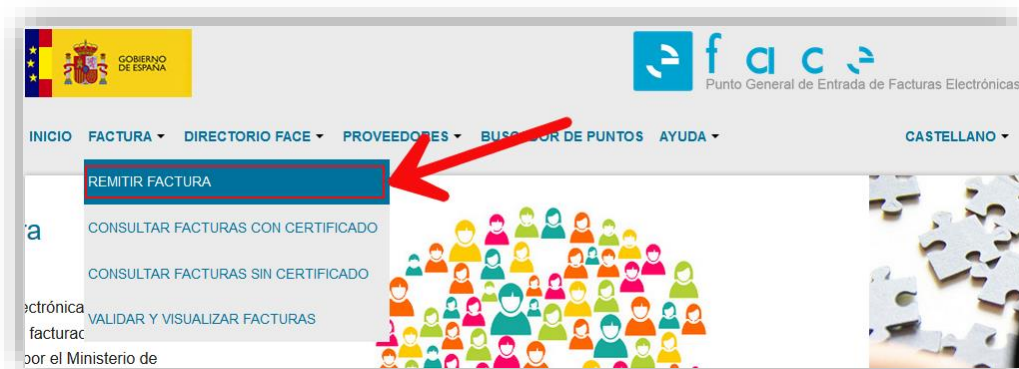 GOBIERNO
DE ESPAÑA
face
Punto General de Entrada de Facturas Electrónicas
INICIO FACTURA DIRECTORIO FACE PROVEEDORES BUSCADOR DE PUNTOS AYUDA CASTELLANO
REMITIR FACTURA
CONSULTAR FACTURAS CON CERTIFICADO
CONSULTAR FACTURAS SIN CERTIFICADO
VALIDAR Y VISUALIZAR FACTURAS
ra
ectrónica
facturac
por el Ministerio de